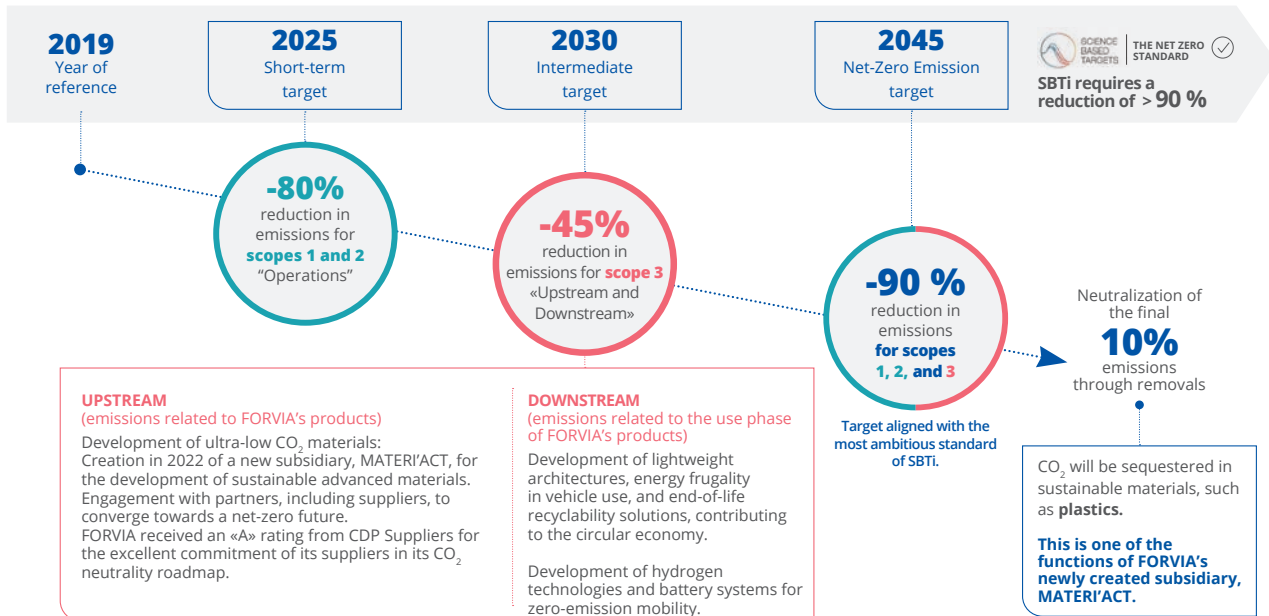 2019
Year of
reference
2025
Short-term
target
2030
Intermediate
target
2045
Net-Zero Emission
target
SCIENCE
BASED
TARGETS
THE NET ZERO
STANDARD
SBTi requires a
reduction of > 90 %
-80%
reduction in
emissions for
scopes 1 and 2
“Operations”
-45%
reduction in
emissions for scope 3
«Upstream and
Downstream»
-90 %
reduction in
emissions
for scopes
1, 2, and 3
Target aligned with the
most ambitious standard
of SBTi.
Neutralization of
the final
10%
emissions
through removals
UPSTREAM
(emissions related to FORVIA’s products)
Development of ultra-low CO₂ materials:
Creation in 2022 of a new subsidiary, MATERI’ACT, for
the development of sustainable advanced materials.
Engagement with partners, including suppliers, to
converge towards a net-zero future.
FORVIA received an «A» rating from CDP Suppliers for
the excellent commitment of its suppliers in its CO₂
neutrality roadmap.
DOWNSTREAM
(emissions related to the use phase
of FORVIA’s products)
Development of lightweight
architectures, energy frugality
in vehicle use, and end-of-life
recyclability solutions, contributing
to the circular economy.
Development of hydrogen
technologies and battery systems for
zero-emission mobility.
CO₂ will be sequestered in
sustainable materials, such
as plastics.
This is one of the
functions of FORVIA’s
newly created subsidiary,
MATERI’ACT.